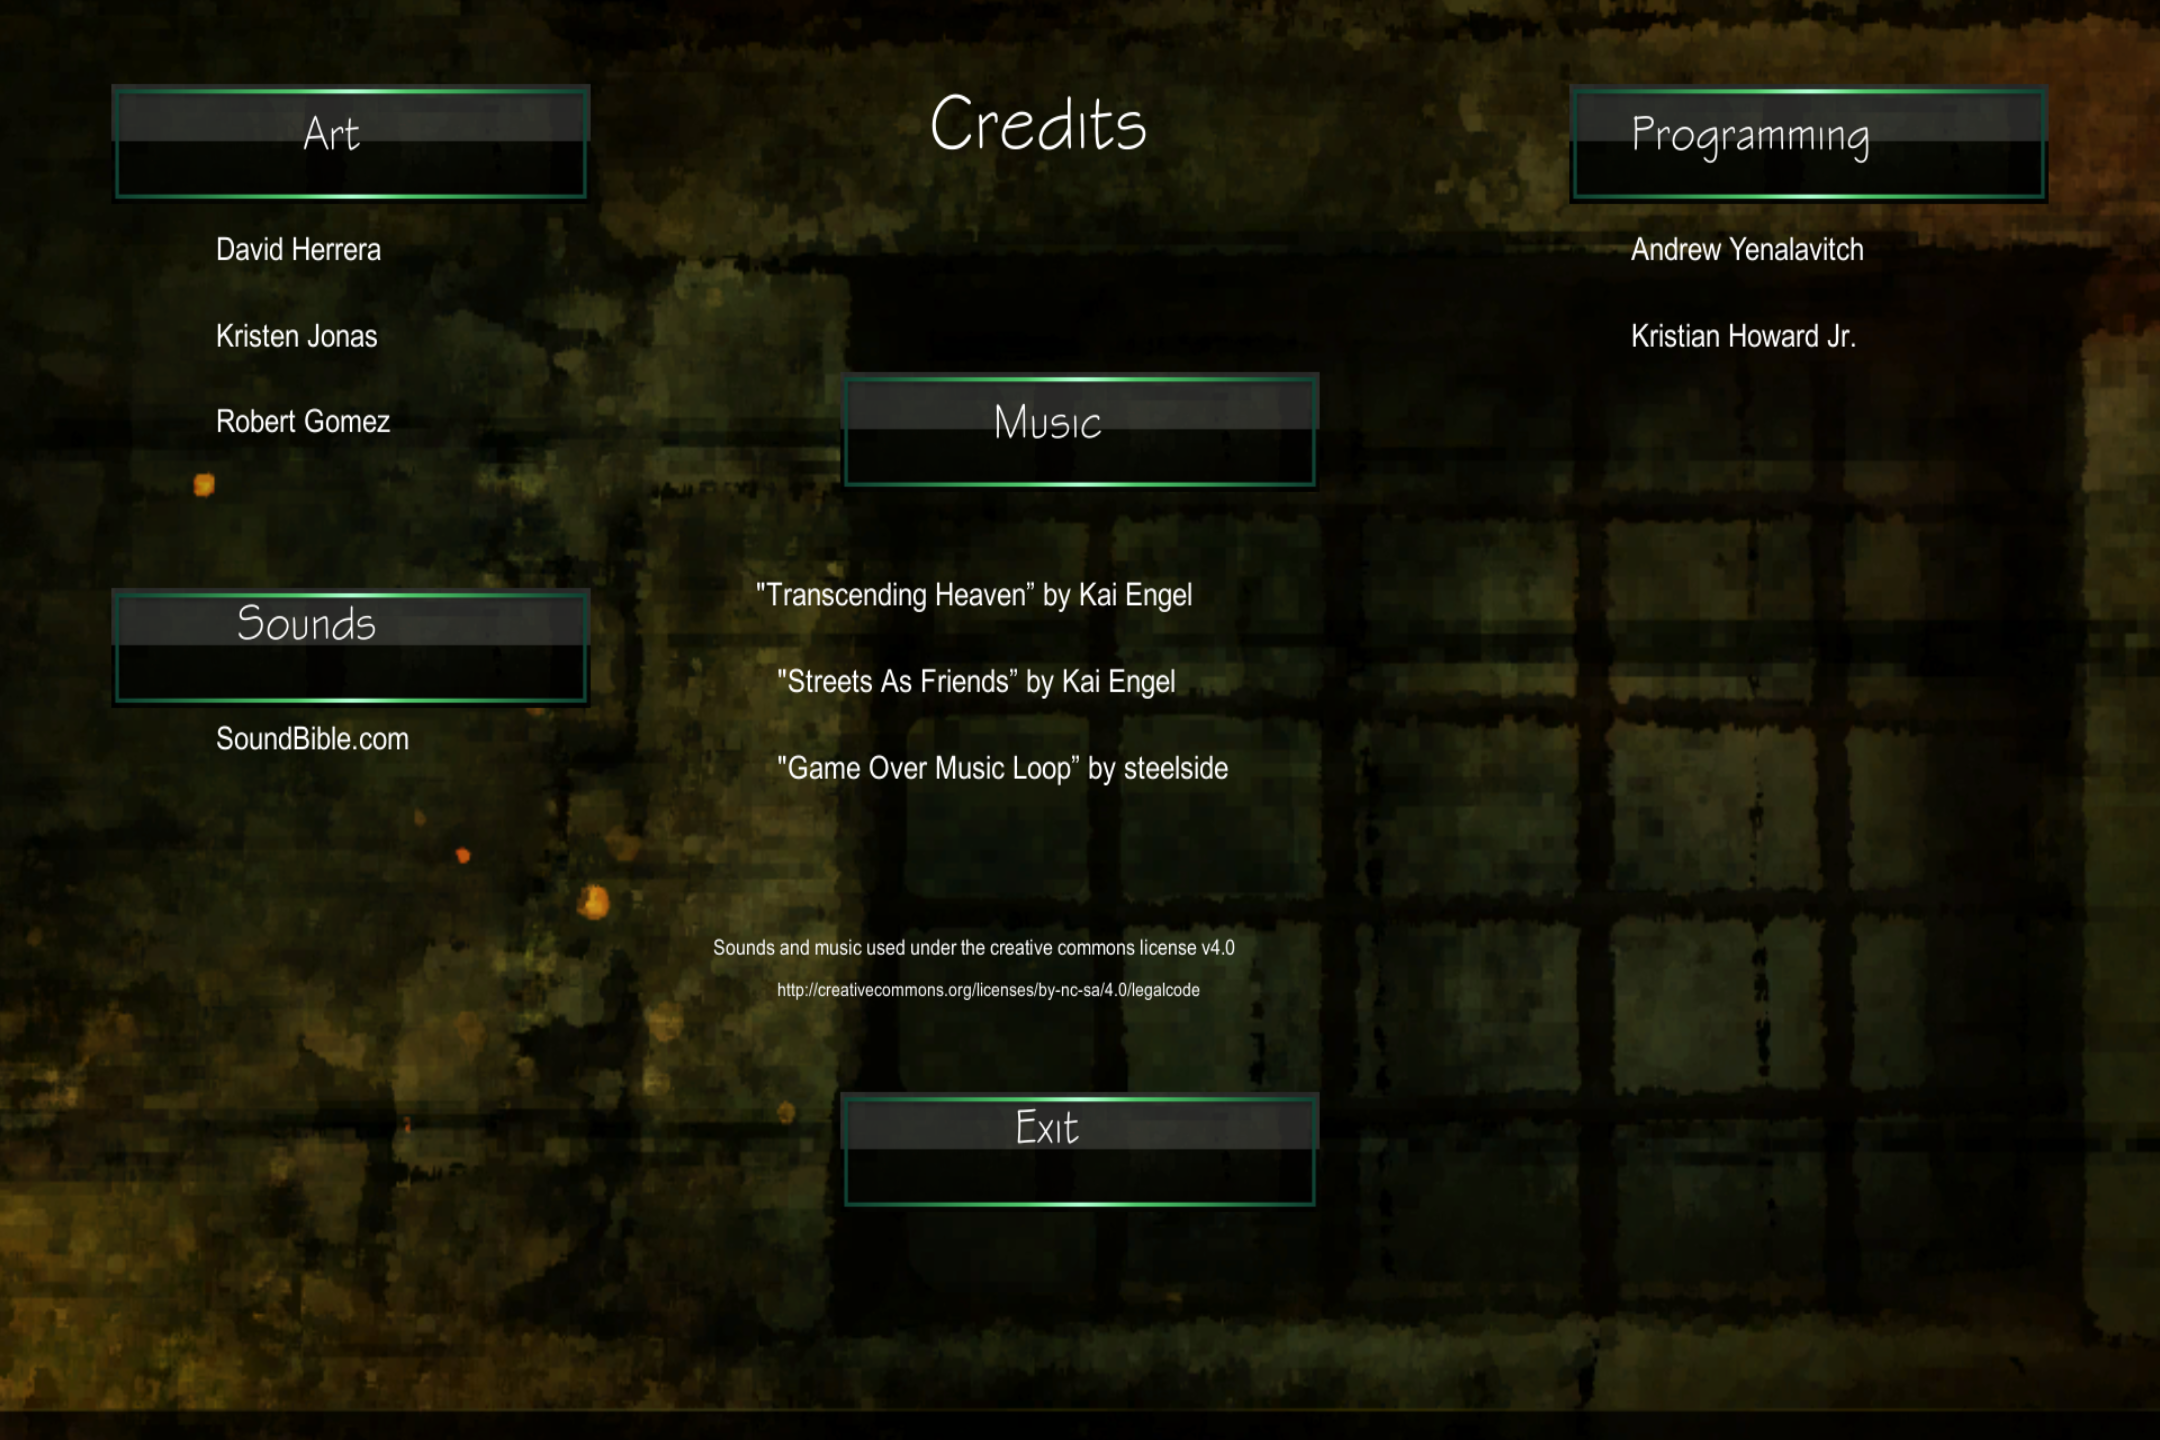 Credits
Art
David Herrera
Kristen Jonas
Robert Gomez
Sounds
SoundBible.com
Music
"Transcending Heaven” by Kai Engel
"Streets As Friends” by Kai Engel
"Game Over Music Loop” by steelside
Sounds and music used under the creative commons license v4.0
http://creativecommons.org/licenses/by-nc-sa/4.0/legalcode
Exit
Programming
Andrew Yenalavitch
Kristian Howard Jr.